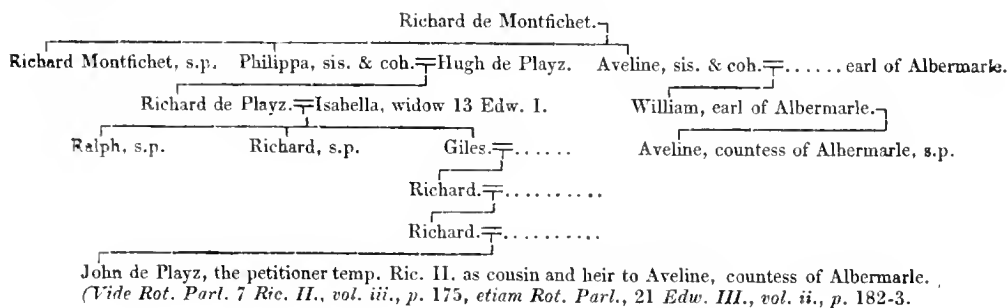 Richard de Montfichet.
Richard Montfichet, s.p. Philippa, sis. & coh. Hugh de Playz. Aveline, sis. & coh. ...... earl of Albermarle.
Richard de Playz. Isahella, widow 13 Edw. I. William, earl of Albermarle.
Ralph, s.p. Richard, s.p. Giles. ...... Aveline, countess of Alhermarle, s.p.
Richard. ..........
Richard. ..........
John de Playz, the petitioner temp. Ric. II. as cousin and heir to Aveline, countess of Albermarle.
(Vide Rot. Parl. 7 Ric. II., vol. iii., p. 175, etiam Rot. Parl., 21 Edw. III., vol. ii., p. 182-3.